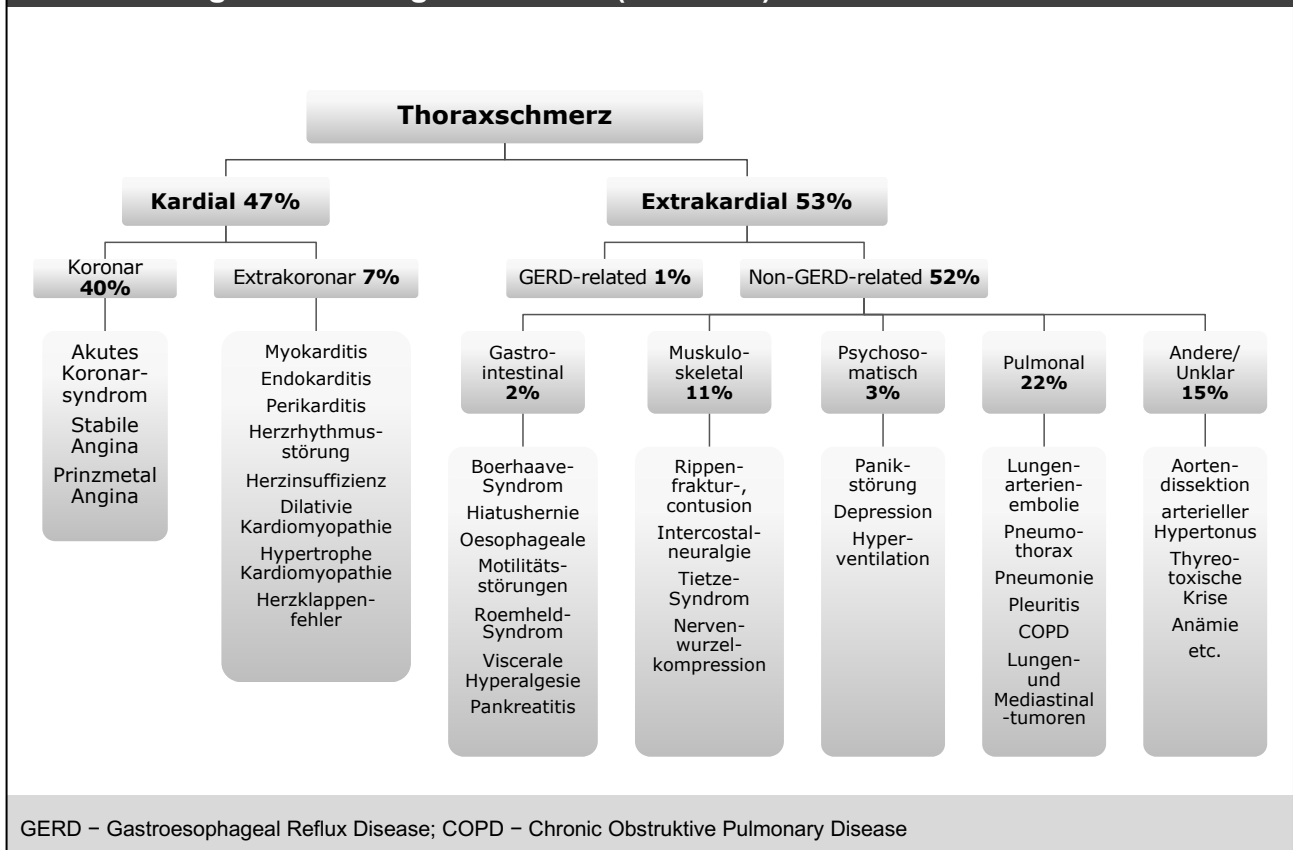 Thoraxschmerz
Kardial 47%
Extrakardial 53%
Koronar
40%
Extrakoronar 7%
GERD-related 1%
Non-GERD-related 52%
Akutes
Koronar-
syndrom
Stabile
Angina
Prinzmetal
Angina
Myokarditis
Endokarditis
Perikarditis
Herzrhythmus-
störung
Herzinsuffizienz
Dilativie
Kardiomyopathie
Hypertrophe
Kardiomyopathie
Herzklappen-
fehler
Gastro-
intestinal
2%
Muskulo-
skeletal
11%
Psychoso-
matisch
3%
Pulmonal
22%
Andere/
Unklar
15%
Boerhaave-
Syndrom
Hiatushernie
Oesophageale
Motilitäts-
störungen
Roemheld-
Syndrom
Viscerale
Hyperalgesie
Pankreatitis
Rippen-
fraktur-,
contusion
Intercostal-
neuralgie
Tietze-
Syndrom
Nerven-
wurzel-
kompression
Panik-
störung
Depression
Hyper-
ventilation
Lungen-
arterien-
embolie
Pneumo-
thorax
Pneumonie
Pleuritis
COPD
Lungen-
und
Mediastinal
-tumoren
Aorten-
dissektion
arterieller
Hypertonus
Thyreo-
toxische
Krise
Anämie
etc.
GERD − Gastroesophageal Reflux Disease; COPD − Chronic Obstruktive Pulmonary Disease